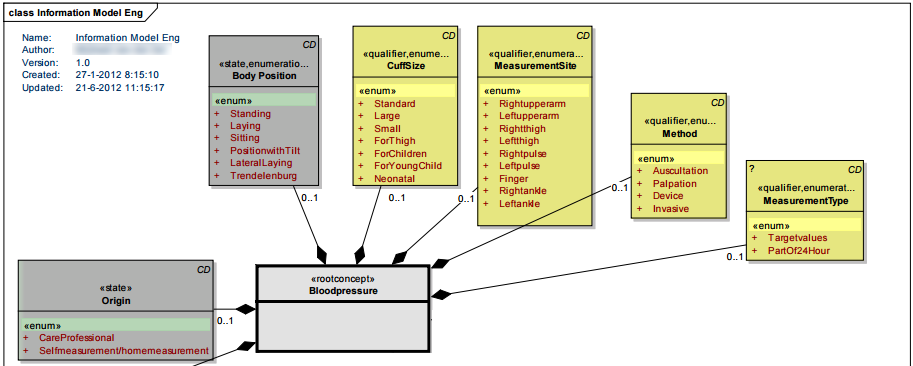 class Information Model Eng
Name: Information Model Eng
Author:
Version: 1.0
Created: 27-1-2012 8:15:10
Updated: 21-6-2012 11:15:17
CD
«state,enumeratio...
Body Position
«enum»
+ Standing
+ Laying
+ Sitting
+ PositionwithTilt
+ LateralLaying
+ Trendelenburg
0..1
CD
«qualifier,enume...
CuffSize
«enum»
+ Standard
+ Large
+ Small
+ ForThigh
+ ForChildren
+ ForYoungChild
+ Neonatal
0..1
CD
«qualifier,enumera...
MeasurementSite
«enum»
+ Rightupperarm
+ Leftupperarm
+ Rightthigh
+ Leftthigh
+ Rightpulse
+ Leftpulse
+ Finger
+ Rightankle
+ Leftankle
0..1
CD
«qualifier,enu...
Method
«enum»
+ Auscultation
+ Palpation
+ Device
+ Invasive
0..1
? CD
«qualifier,enumerat...
MeasurementType
«enum»
+ Targetvalues
+ PartOf24Hour
0..1
CD
«state»
Origin
«enum»
+ CareProfessional
+ Selfmeasurement/homemeasurement
0..1
«rootconcept»
Bloodpressure